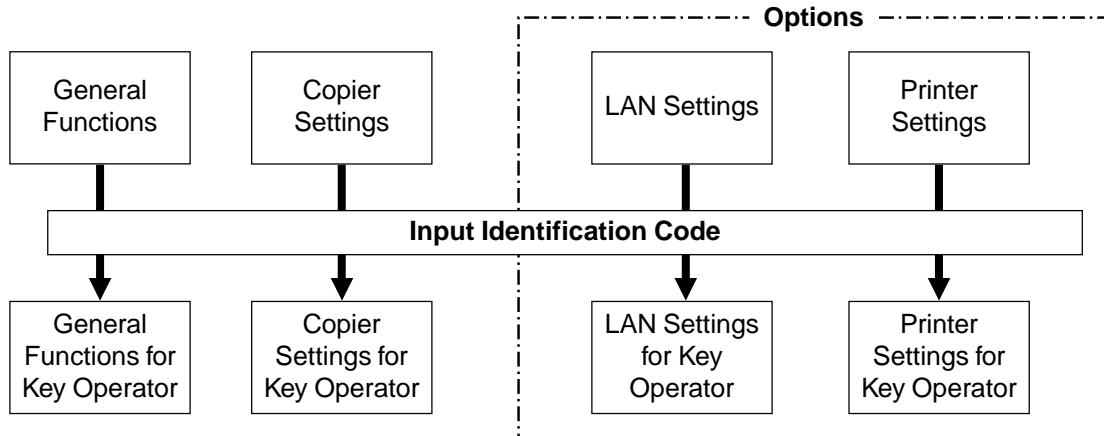 Options
General
Functions
Copier
Settings
LAN Settings
Printer
Settings
Input Identification Code
General
Functions for
Key Operator
Copier
Settings for
Key Operator
LAN Settings
for Key
Operator
Printer
Settings for
Key Operator